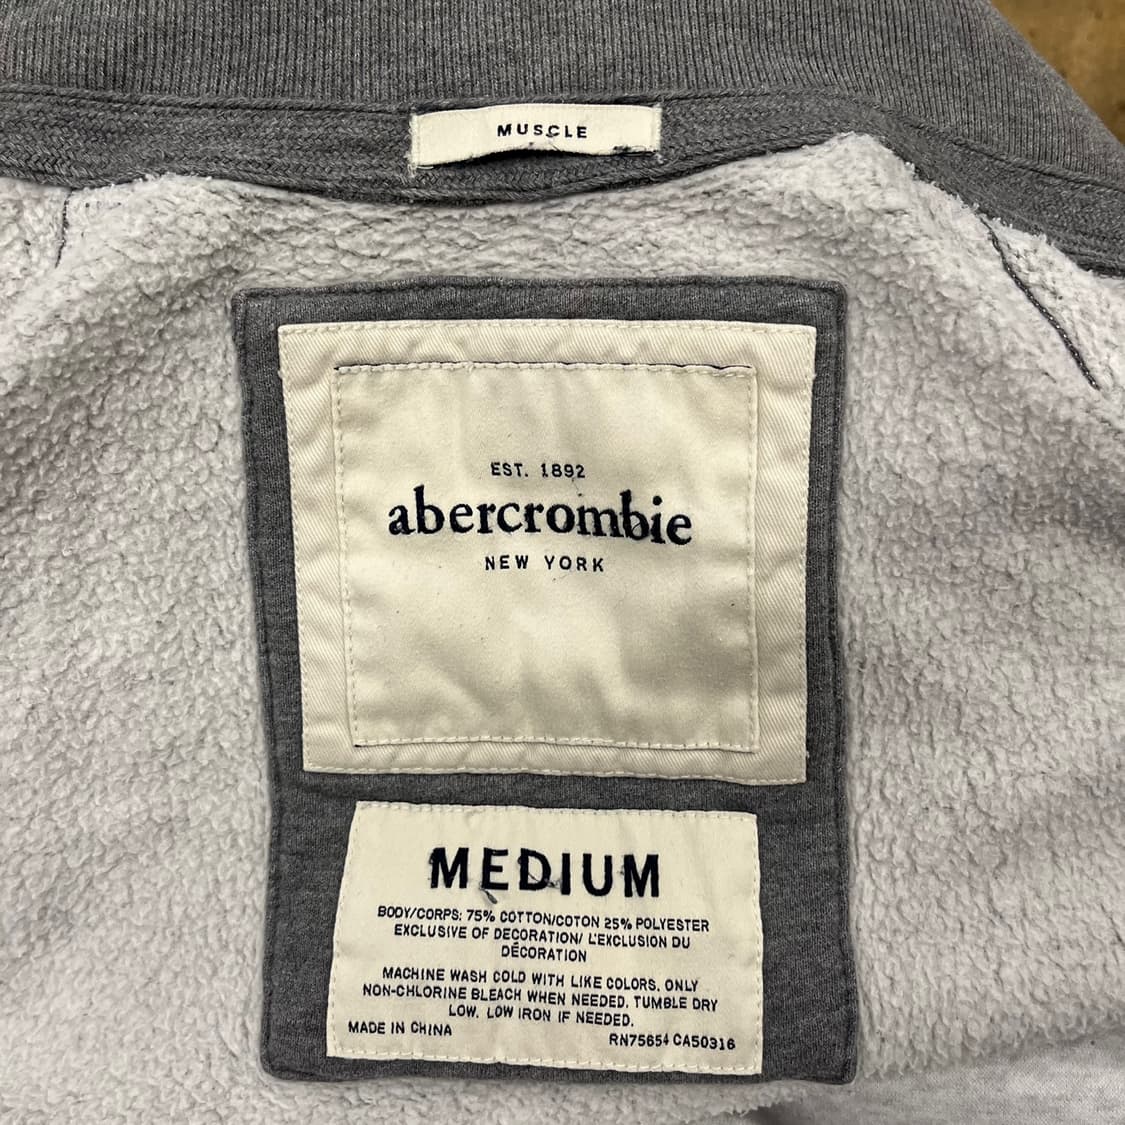 MUSCLE
EST. 1892
abercrombie
NEW YORK
MEDIUM
BODY/CORPS: 75% COTTON/COTON 25% POLYESTER
EXCLUSIVE OF DECORATION/ L'EXCLUSION DU
DÉCORATION
MACHINE WASH COLD WITH LIKE COLORS. ONLY
NON-CHLORINE BLEACH WHEN NEEDED. TUMBLE DRY
LOW. LOW IRON IF NEEDED.
MADE IN CHINA
RN75654 CA50316